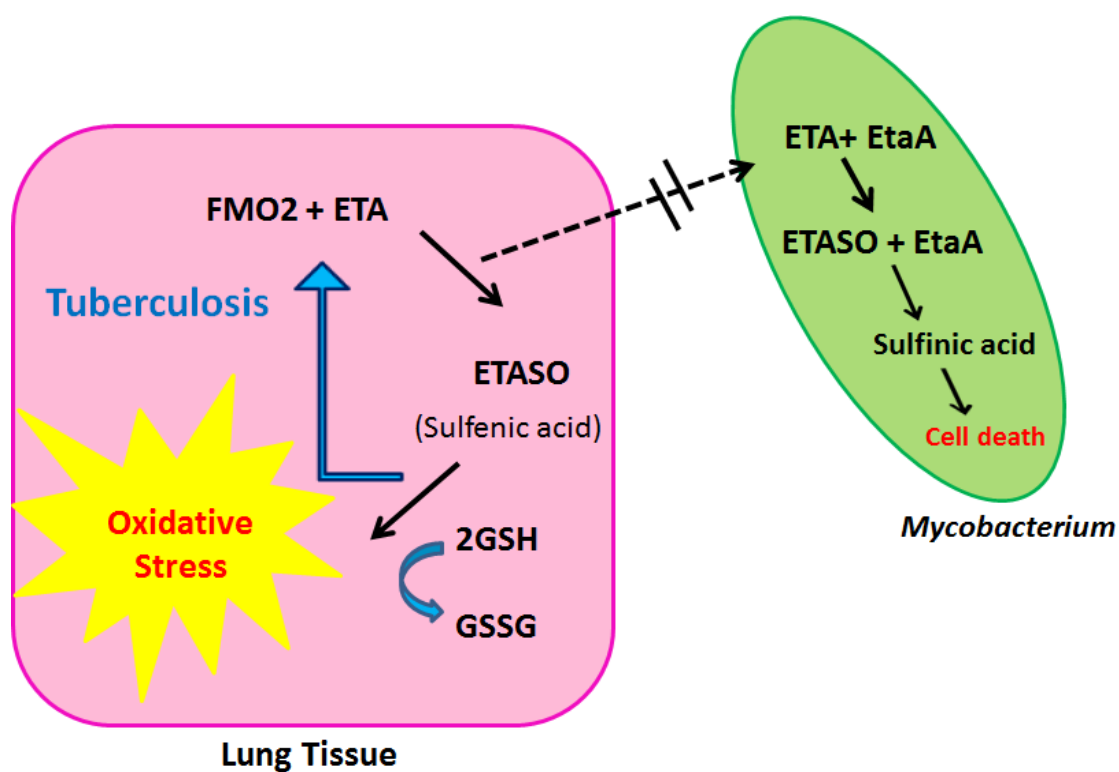 FMO2 + ETA
Tuberculosis
ETASO
(Sulfenic acid)
Oxidative
Stress
2GSH
GSSG
Lung Tissue
ETA+ EtaA
ETASO + EtaA
Sulfinic acid
Cell death
Mycobacterium